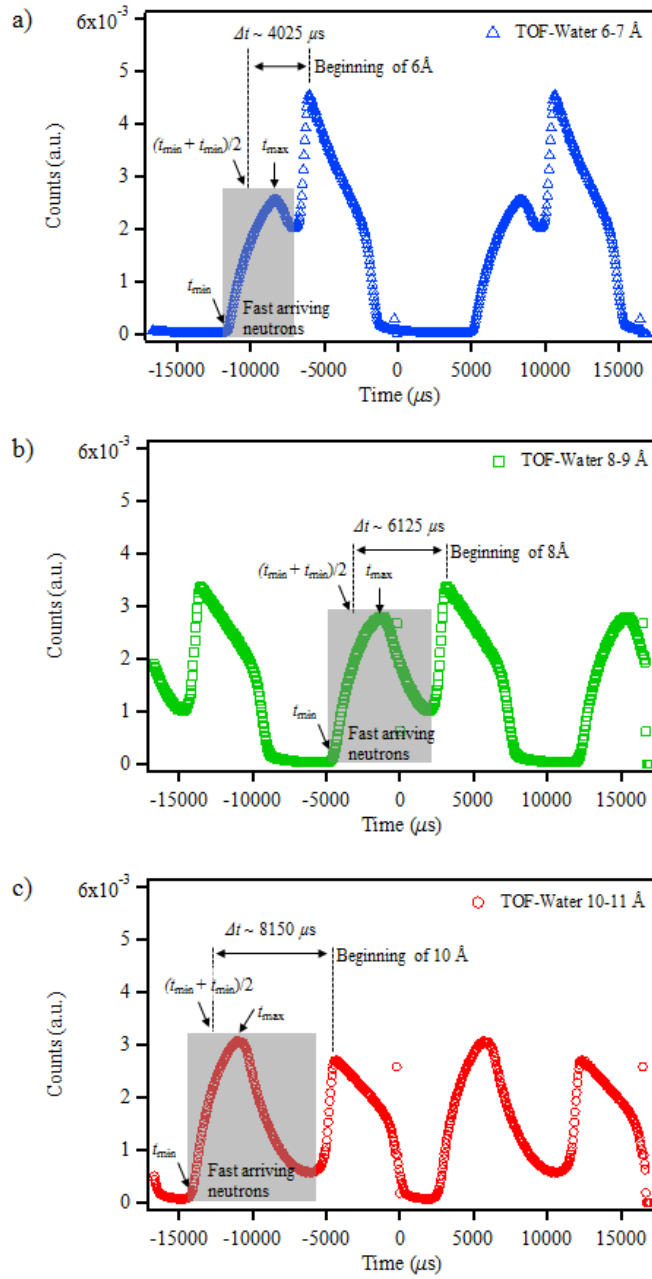 a)
6x10⁻³
5
4
3
2
1
0
Counts (a.u.)
Δt ~ 4025 μs
TOF-Water 6-7 Å
Beginning of 6Å
(tmin + tmin)/2
tmax
tmin
Fast arriving
neutrons
-15000 -10000 -5000 0 5000 10000 15000
Time (μs)
b)
6x10⁻³
5
4
3
2
1
0
Counts (a.u.)
TOF-Water 8-9 Å
Δt ~ 6125 μs
Beginning of 8Å
(tmin + tmin)/2
tmax
tmin
Fast arriving
neutrons
-15000 -10000 -5000 0 5000 10000 15000
Time (μs)
c)
6x10⁻³
5
4
3
2
1
0
Counts (a.u.)
TOF-Water 10-11 Å
Δt ~ 8150 μs
Beginning of 10 Å
(tmin + tmin)/2
tmax
tmin
Fast arriving
neutrons
-15000 -10000 -5000 0 5000 10000 15000
Time (μs)